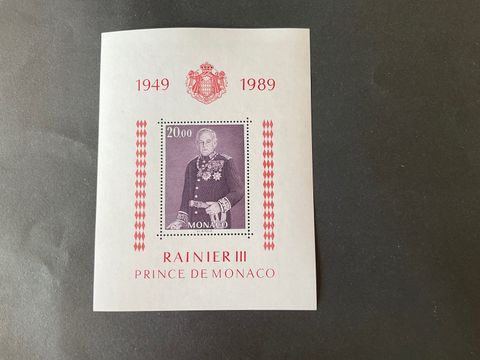 1949 1989
20.00
MONACO
RAINIER III
PRINCE DE MONACO